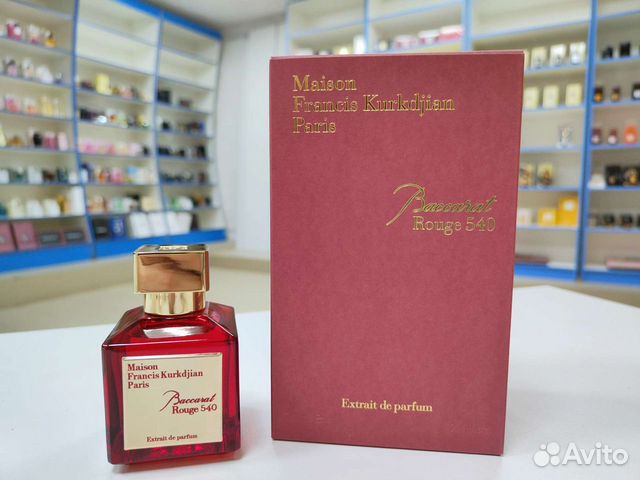 Maison
Francis Kurkdjian
Paris
Baccarat
Rouge 540
Extrait de parfum
Maison
Francis Kurkdjian
Paris
Baccarat
Rouge 540
Extrait de parfum
Avito